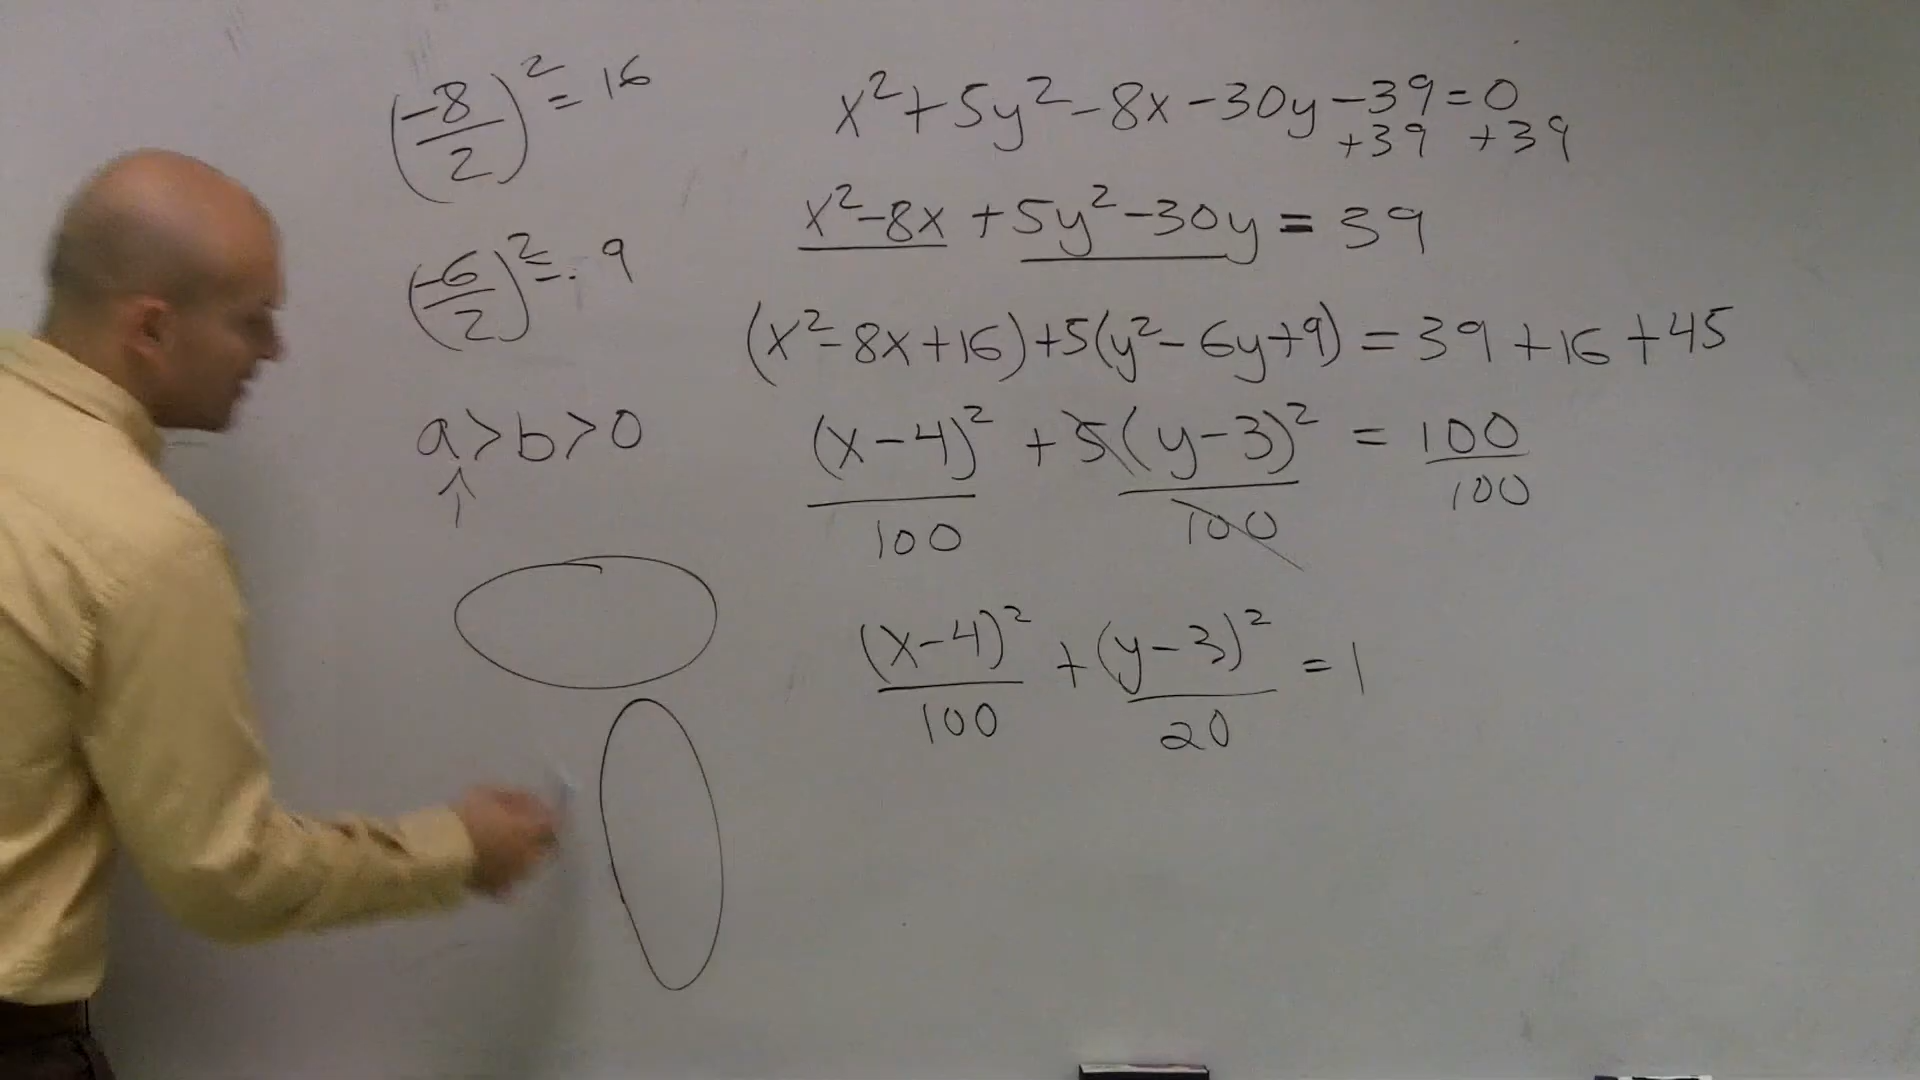 (-8/2)² = 16
(-6/2)² = 9
a > b > 0
x² + 5y² - 8x - 30y - 39 = 0
+39 +39
x² - 8x + 5y² - 30y = 39
(x² - 8x + 16) + 5(y² - 6y + 9) = 39 + 16 + 45
(x - 4)²/100 + 5(y - 3)²/100 = 100/100
(x - 4)²/100 + (y - 3)²/20 = 1